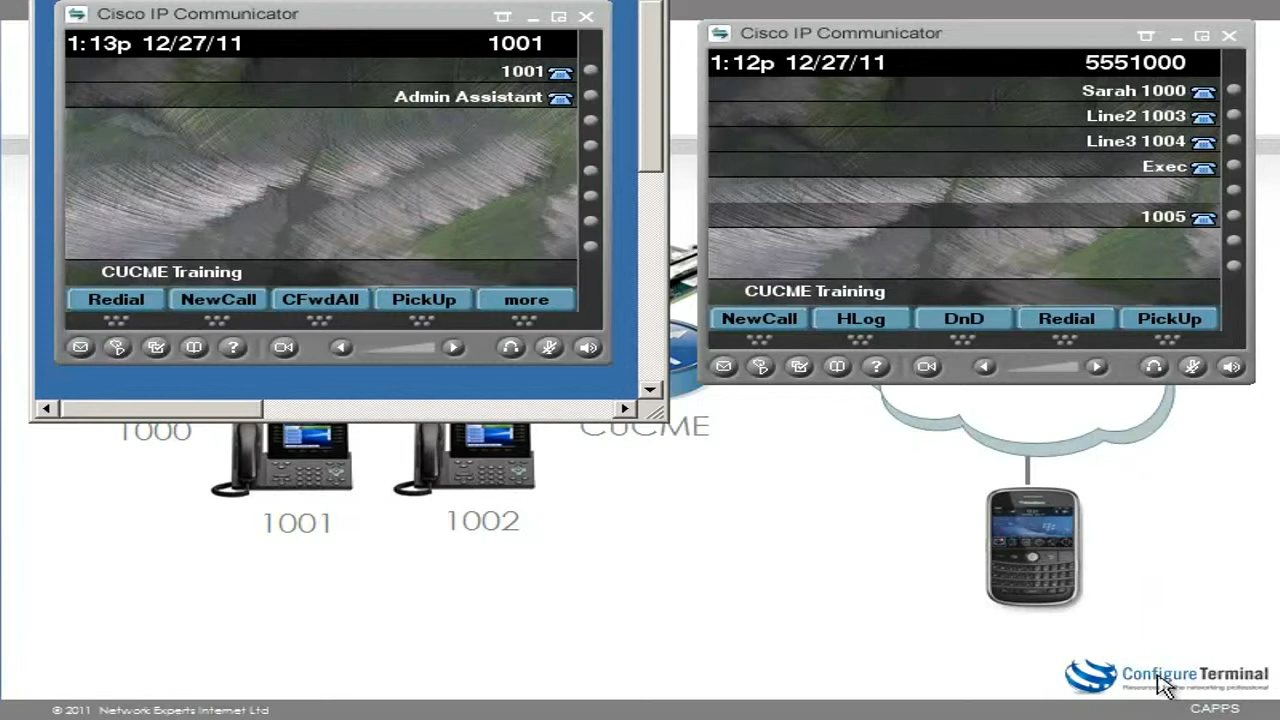 Cisco IP Communicator
1:13p 12/27/11 1001
1001
Admin Assistant
CUCME Training
Redial NewCall CFwdAll PickUp more
Cisco IP Communicator
1:12p 12/27/11 5551000
Sarah 1000
Line2 1003
Line3 1004
Exec
1005
CUCME Training
NewCall HLog DnD Redial PickUp
1000
CUCME
1001
1002
ConfigureTerminal
© 2011 Network Experts Internet Ltd
CAPPS